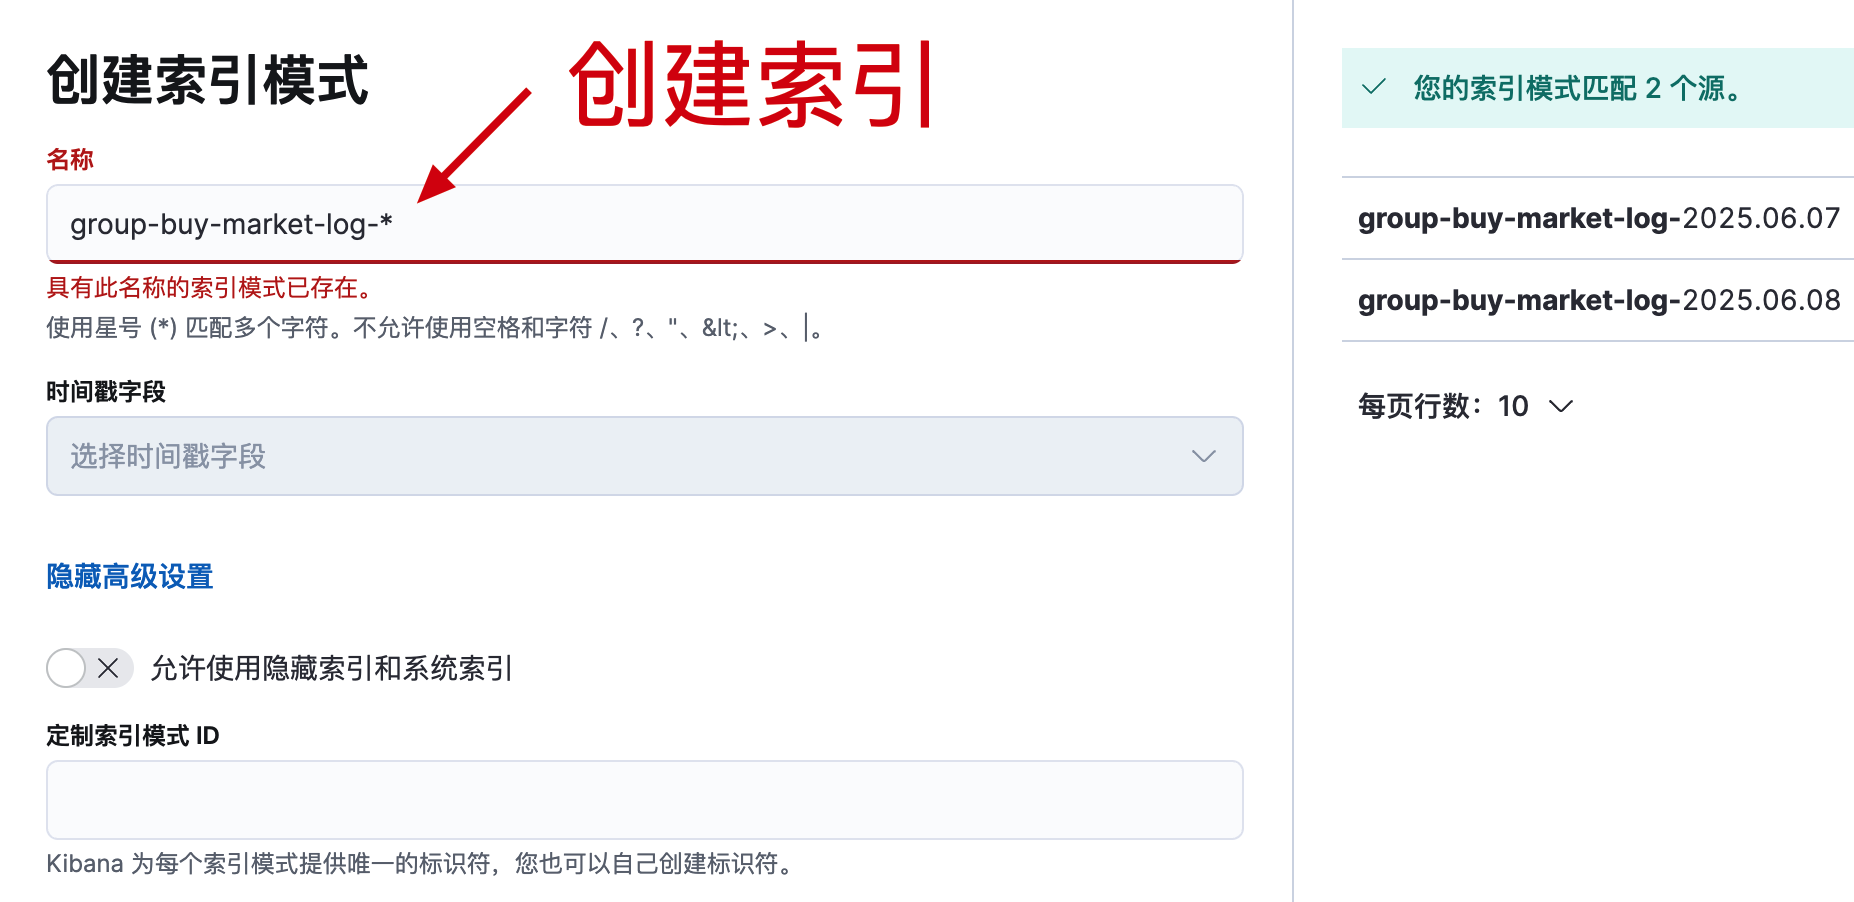 创建索引模式
创建索引
名称
group-buy-market-log-*
具有此名称的索引模式已存在。
使用星号 (*) 匹配多个字符。不允许使用空格和字符 /、?、"、&lt;、>、|。
时间戳字段
选择时间戳字段
隐藏高级设置
允许使用隐藏索引和系统索引
定制索引模式 ID
Kibana 为每个索引模式提供唯一的标识符，您也可以自己创建标识符。
您的索引模式匹配 2 个源。
group-buy-market-log-2025.06.07
group-buy-market-log-2025.06.08
每页行数：10